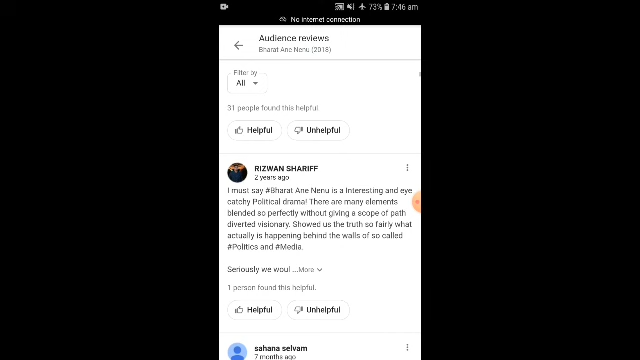 73% 7:46 am
No internet connection
Audience reviews
Bharat Ane Nenu (2018)
Filter by
All
31 people found this helpful
Helpful
Unhelpful
RIZWAN SHARIFF
2 years ago
I must say #Bharat Ane Nenu is a Interesting and eye
catchy Political drama! There are many elements
blended so perfectly without giving a scope of path
diverted visionary. Showed us the truth so fairly what
actually is happening behind the walls of so called
#Politics and #Media.
Seriously we woul ...More
1 person found this helpful.
Helpful
Unhelpful
sahana selvam
7 months ago